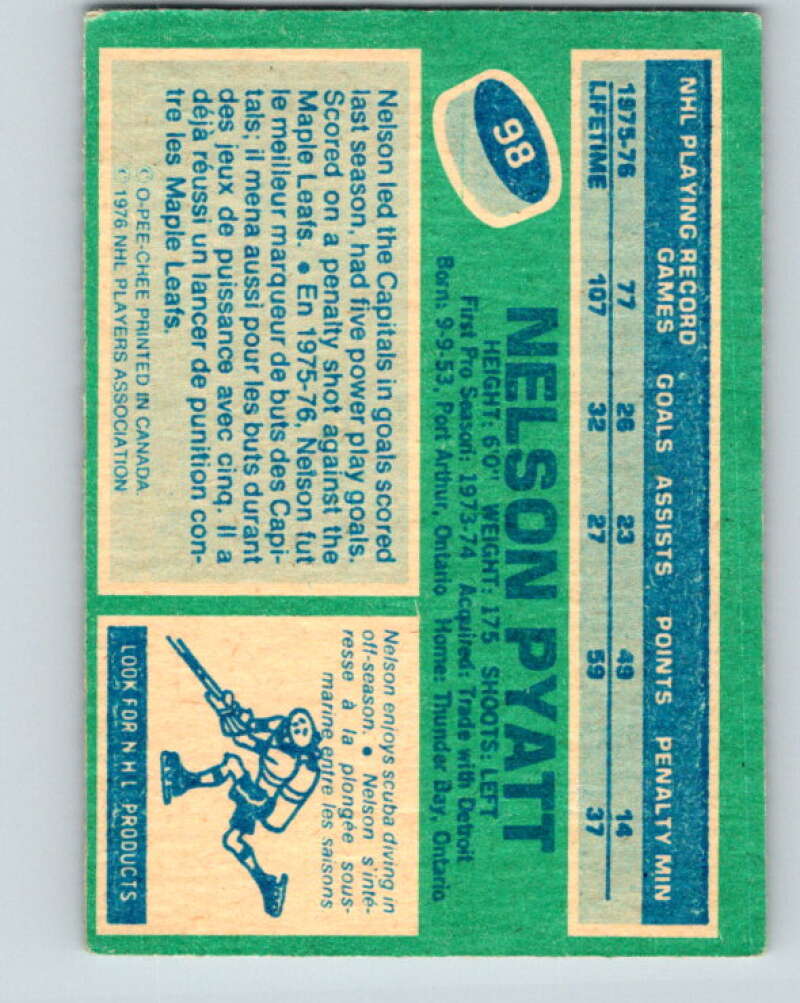 NHL PLAYING RECORD
GAMES GOALS ASSISTS POINTS PENALTY MIN
1975-76 77 26 23 49 14
LIFETIME 107 32 27 59 37
98
NELSON PYATT
HEIGHT: 6'0" WEIGHT: 175 SHOOTS: LEFT
First Pro Season: 1973-74 Acquired: Trade with Detroit
Born: 9-9-53, Port Arthur, Ontario Home: Thunder Bay, Ontario
Nelson led the Capitals in goals scored
last season, had five power play goals.
Scored on a penalty shot against the
Maple Leafs. • En 1975-76, Nelson fut
le meilleur marqueur de buts des Capi-
tals; il mena aussi pour les buts durant
des jeux de puissance avec cinq. Il a
déjà réussi un lancer de punition con-
tre les Maple Leafs.
© O-PEE-CHEE PRINTED IN CANADA.
© 1976 NHL PLAYERS ASSOCIATION
Nelson enjoys scuba diving in
off-season. • Nelson s'inté-
resse à la plongée sous-
marine entre les saisons
LOOK FOR N H L PRODUCTS